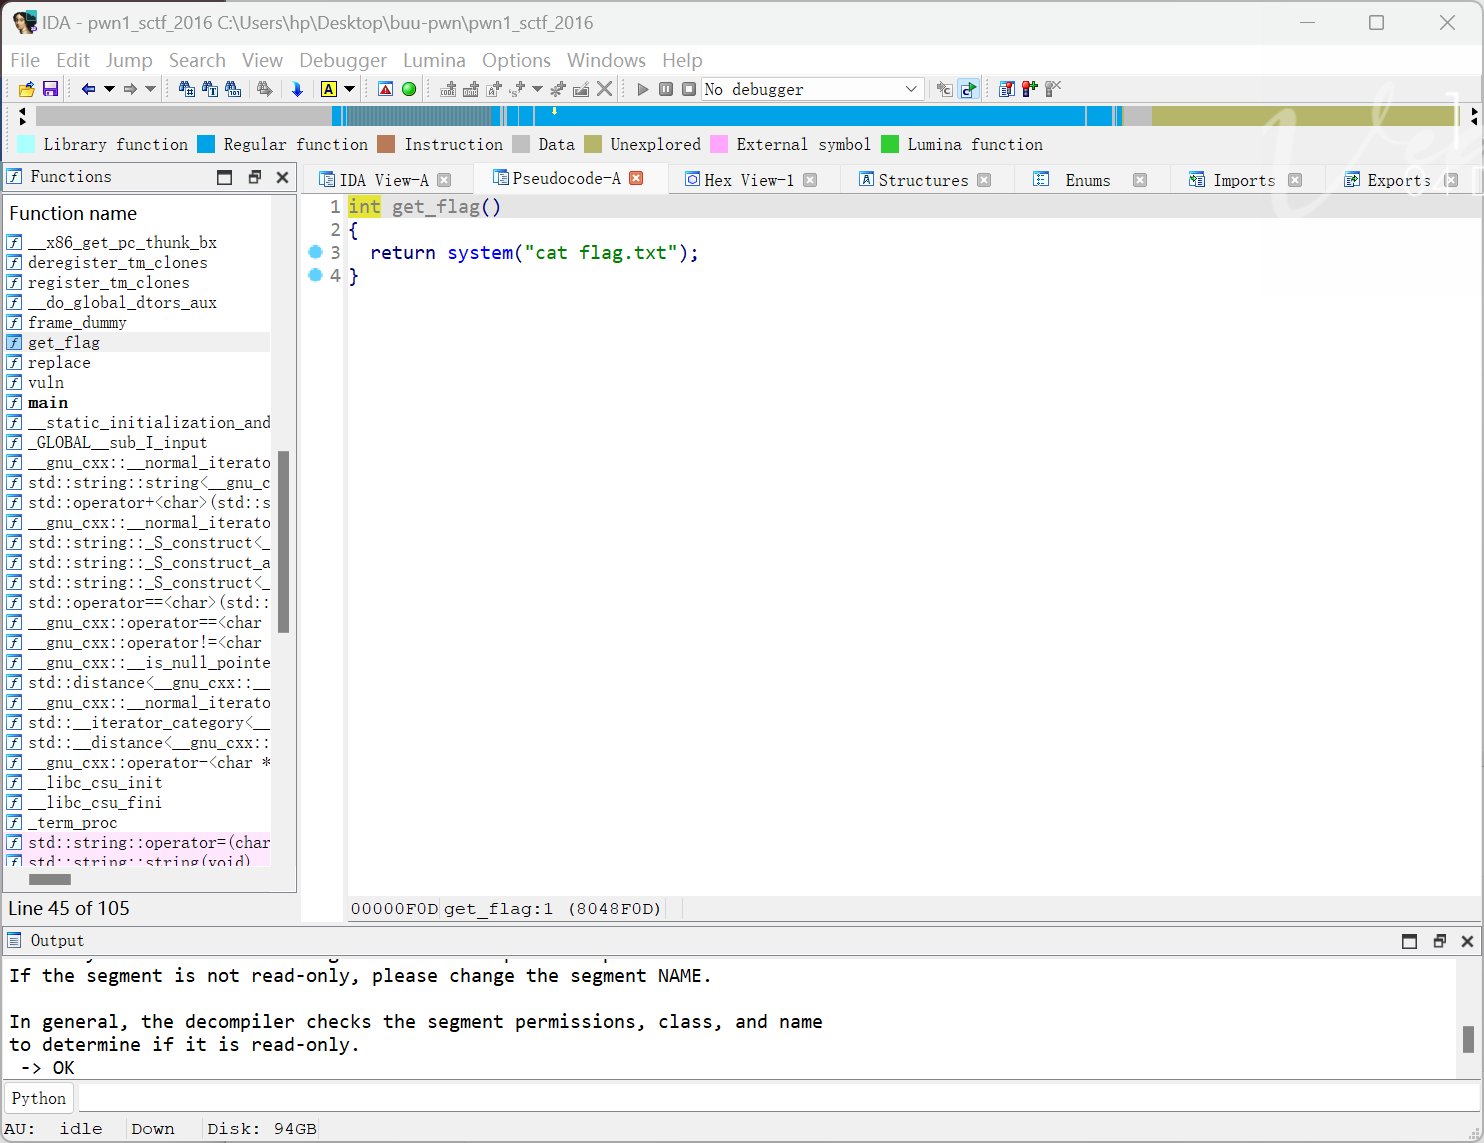 IDA - pwn1_sctf_2016 C:\Users\hp\Desktop\buu-pwn\pwn1_sctf_2016
File Edit Jump Search View Debugger Lumina Options Windows Help
No debugger
Library function Regular function Instruction Data Unexplored External symbol Lumina function
Functions
IDA View-A Pseudocode-A Hex View-1 Structures Enums Imports Exports
Function name
__x86_get_pc_thunk_bx
deregister_tm_clones
register_tm_clones
__do_global_dtors_aux
frame_dummy
get_flag
replace
vuln
main
__static_initialization_and
_GLOBAL__sub_I_input
__gnu_cxx::__normal_iterato
std::string::string<__gnu_c
std::operator+<char>(std::s
__gnu_cxx::__normal_iterato
std::string::_S_construct<_
std::string::_S_construct_a
std::string::_S_construct<_
std::operator==<char>(std::
__gnu_cxx::operator==<char
__gnu_cxx::operator!=<char
__gnu_cxx::__is_null_pointe
std::distance<__gnu_cxx::__
__gnu_cxx::__normal_iterato
std::__iterator_category<__
std::__distance<__gnu_cxx::
__gnu_cxx::operator-<char *
__libc_csu_init
__libc_csu_fini
_term_proc
std::string::operator=(char
std::string::string(void)
Line 45 of 105
1 int get_flag()
2 {
3 return system("cat flag.txt");
4 }
00000F0D get_flag:1 (8048F0D)
Output
If the segment is not read-only, please change the segment NAME.
In general, the decompiler checks the segment permissions, class, and name
to determine if it is read-only.
-> OK
Python
AU: idle Down Disk: 94GB